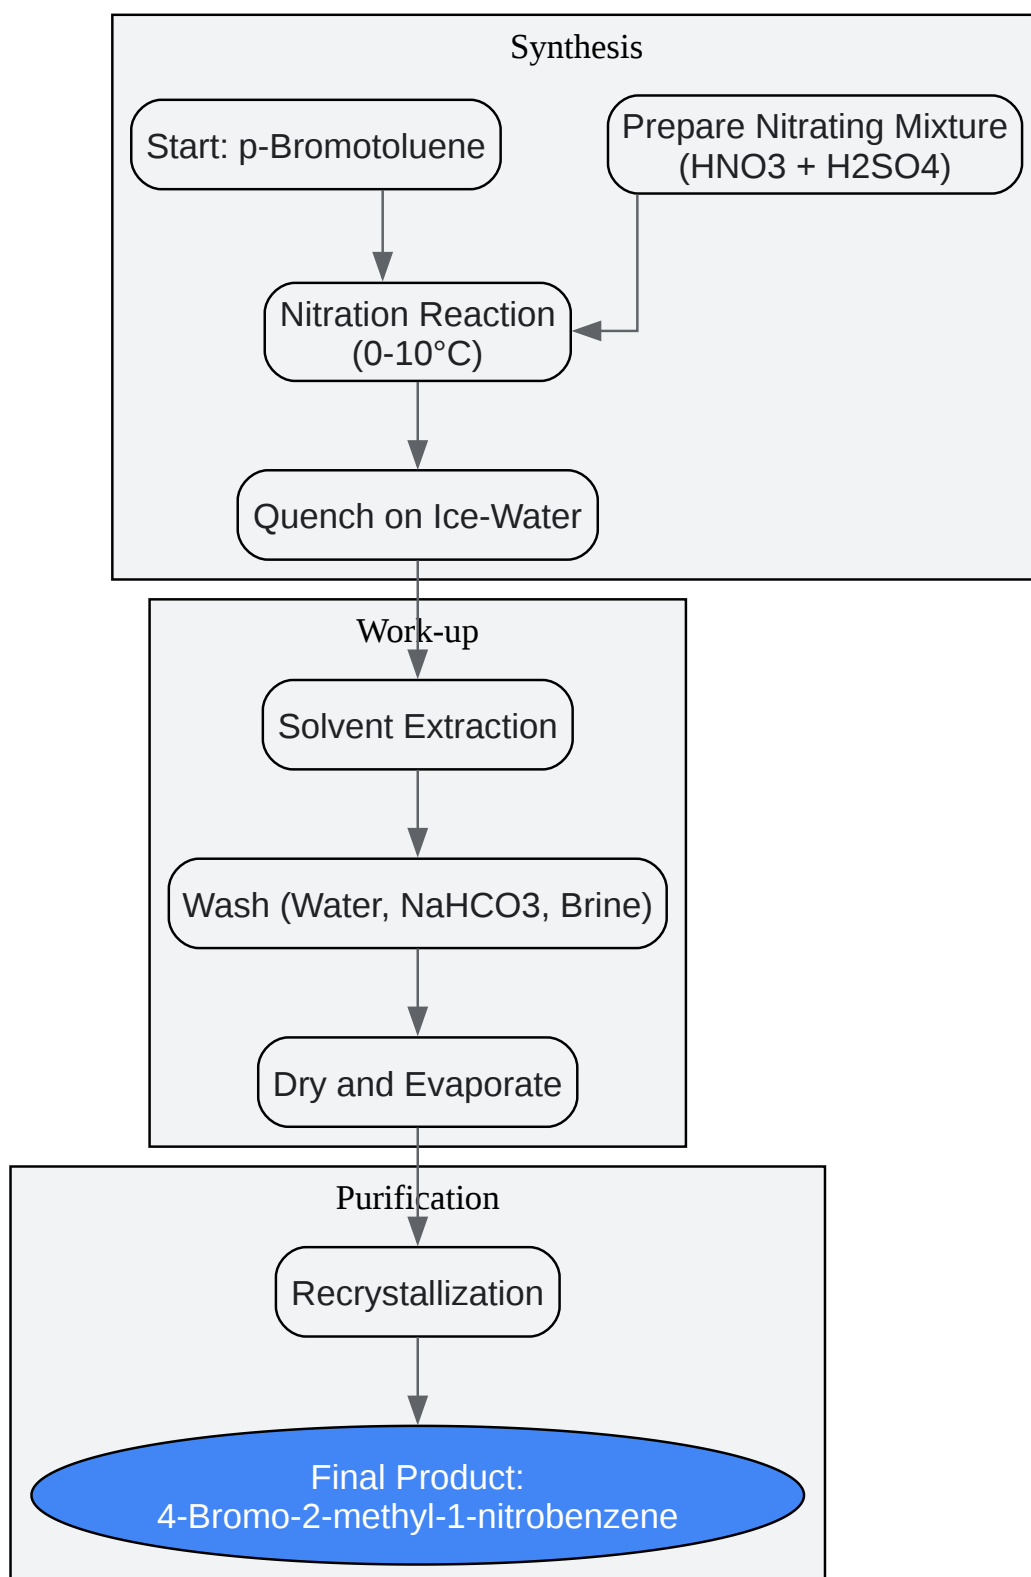 Synthesis
Start: p-Bromotoluene
Prepare Nitrating Mixture
(HNO3 + H2SO4)
Nitration Reaction
(0-10°C)
Quench on Ice-Water
Work-up
Solvent Extraction
Wash (Water, NaHCO3, Brine)
Dry and Evaporate
Purification
Recrystallization
Final Product:
4-Bromo-2-methyl-1-nitrobenzene